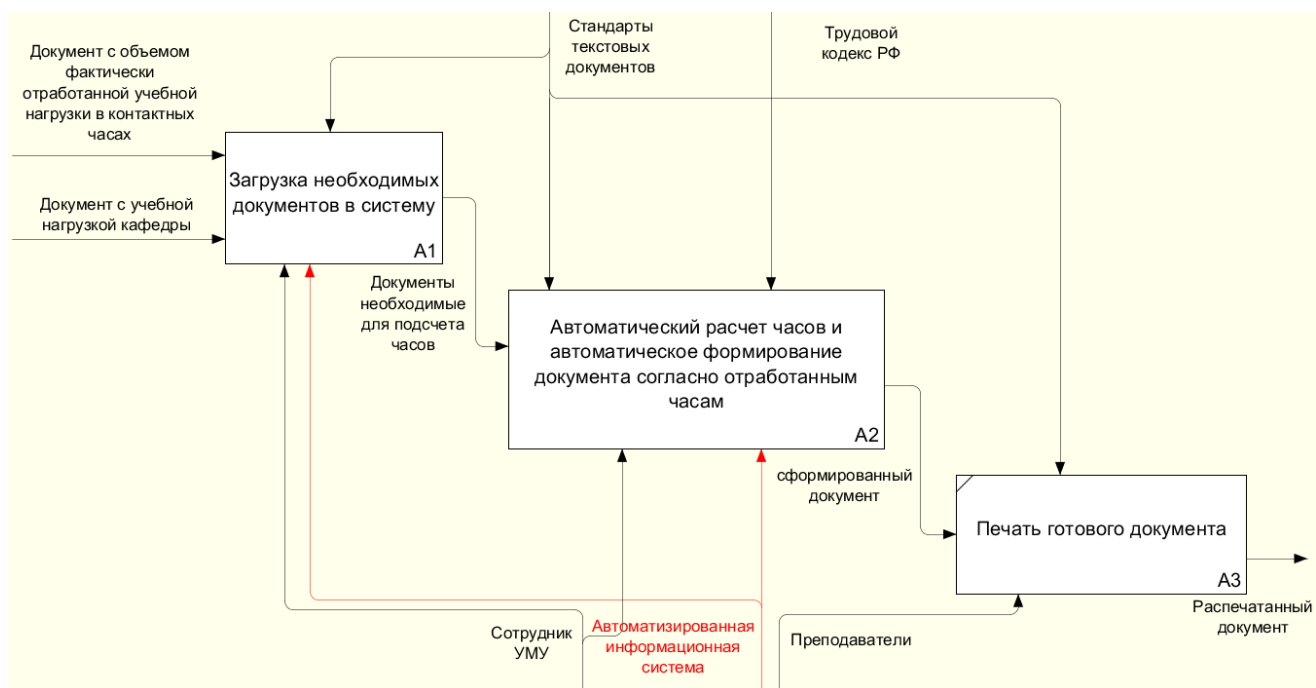 Стандарты
текстовых
документов
Трудовой
кодекс РФ
Документ с объемом
фактически
отработанной учебной
нагрузки в контактных
часах
Загрузка необходимых
документов в систему
A1
Документ с учебной
нагрузкой кафедры
Документы
необходимые
для подсчета
часов
Автоматический расчет часов и
автоматическое формирование
документа согласно отработанным
часам
A2
сформированный
документ
Печать готового документа
A3
Распечатанный
документ
Сотрудник
УМУ
Автоматизированная
информационная
система
Преподаватели